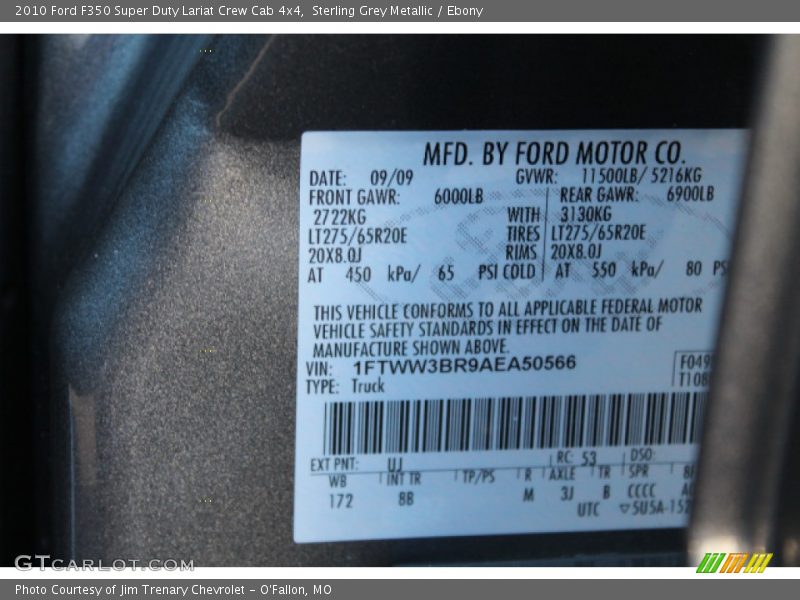 2010 Ford F350 Super Duty Lariat Crew Cab 4x4, Sterling Grey Metallic / Ebony
MFD. BY FORD MOTOR CO.
DATE: 09/09 GVWR: 11500LB/ 5216KG
FRONT GAWR: 6000LB REAR GAWR: 6900LB
2722KG WITH 3130KG
LT275/65R20E TIRES LT275/65R20E
20X8.0J RIMS 20X8.0J
AT 450 kPa/ 65 PSI COLD AT 550 kPa/ 80 PS
THIS VEHICLE CONFORMS TO ALL APPLICABLE FEDERAL MOTOR
VEHICLE SAFETY STANDARDS IN EFFECT ON THE DATE OF
MANUFACTURE SHOWN ABOVE.
VIN: 1FTWW3BR9AEA50566 F049
TYPE: Truck T108
EXT PNT: UJ RC: 53 DSO:
WB INT TR TP/PS R AXLE TR SPR
172 8B M 3J B CCCC
UTC ▽5U5A-152
GTCARLOT.COM
Photo Courtesy of Jim Trenary Chevrolet - O'Fallon, MO